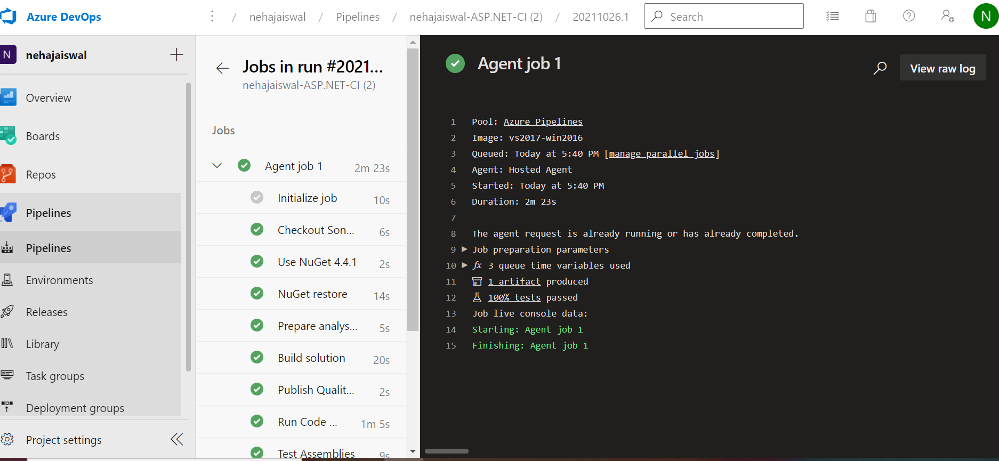 Azure DevOps
/ nehajaiswal / Pipelines / nehajaiswal-ASP.NET-CI (2) / 20211026.1
Search
N
N nehajaiswal
Overview
Boards
Repos
Pipelines
Pipelines
Environments
Releases
Library
Task groups
Deployment groups
Project settings
Jobs in run #2021...
nehajaiswal-ASP.NET-CI (2)
Jobs
Agent job 1 2m 23s
Initialize job 10s
Checkout Son... 6s
Use NuGet 4.4.1 2s
NuGet restore 14s
Prepare analys... 5s
Build solution 20s
Publish Qualit... 2s
Run Code ... 1m 5s
Test Assemblies 9s
Agent job 1
View raw log
1 Pool: Azure Pipelines
2 Image: vs2017-win2016
3 Queued: Today at 5:40 PM [manage parallel jobs]
4 Agent: Hosted Agent
5 Started: Today at 5:40 PM
6 Duration: 2m 23s
7
8 The agent request is already running or has already completed.
9 Job preparation parameters
10 fx 3 queue time variables used
11 1 artifact produced
12 100% tests passed
13 Job live console data:
14 Starting: Agent job 1
15 Finishing: Agent job 1